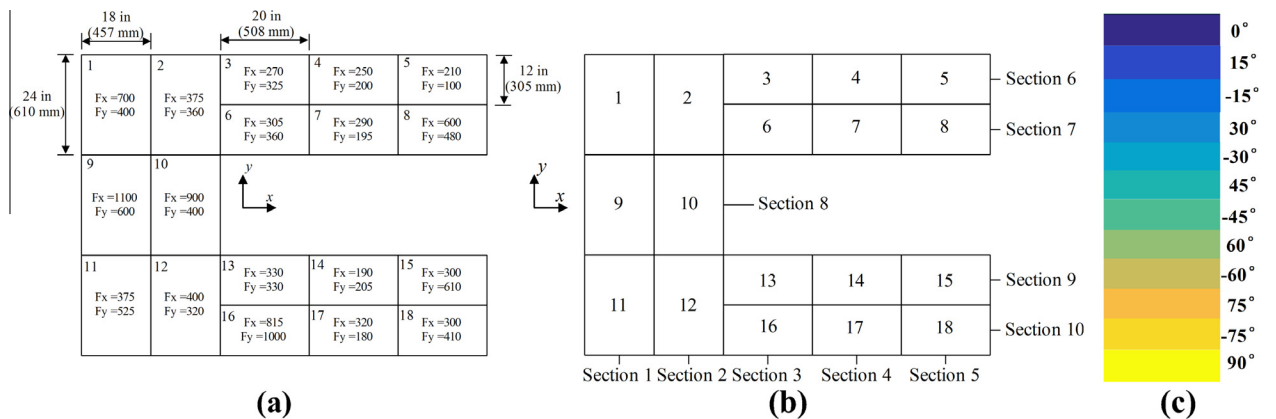 18 in
(457 mm)
20 in
(508 mm)
24 in
(610 mm)
12 in
(305 mm)
1
Fx =700
Fy =400
2
Fx =375
Fy =360
3
Fx =270
Fy =325
4
Fx =250
Fy =200
5
Fx =210
Fy =100
6
Fx =305
Fy =360
7
Fx =290
Fy =195
8
Fx =600
Fy =480
9
Fx =1100
Fy =600
10
Fx =900
Fy =400
y
x
11
Fx =375
Fy =525
12
Fx =400
Fy =320
13
Fx =330
Fy =330
14
Fx =190
Fy =205
15
Fx =300
Fy =610
16
Fx =815
Fy =1000
17
Fx =320
Fy =180
18
Fx =300
Fy =410
(a)
1
2
3
4
5
Section 6
6
7
8
Section 7
y
x
9
10
Section 8
11
12
13
14
15
Section 9
16
17
18
Section 10
Section 1
Section 2
Section 3
Section 4
Section 5
(b)
0°
15°
-15°
30°
-30°
45°
-45°
60°
-60°
75°
-75°
90°
(c)